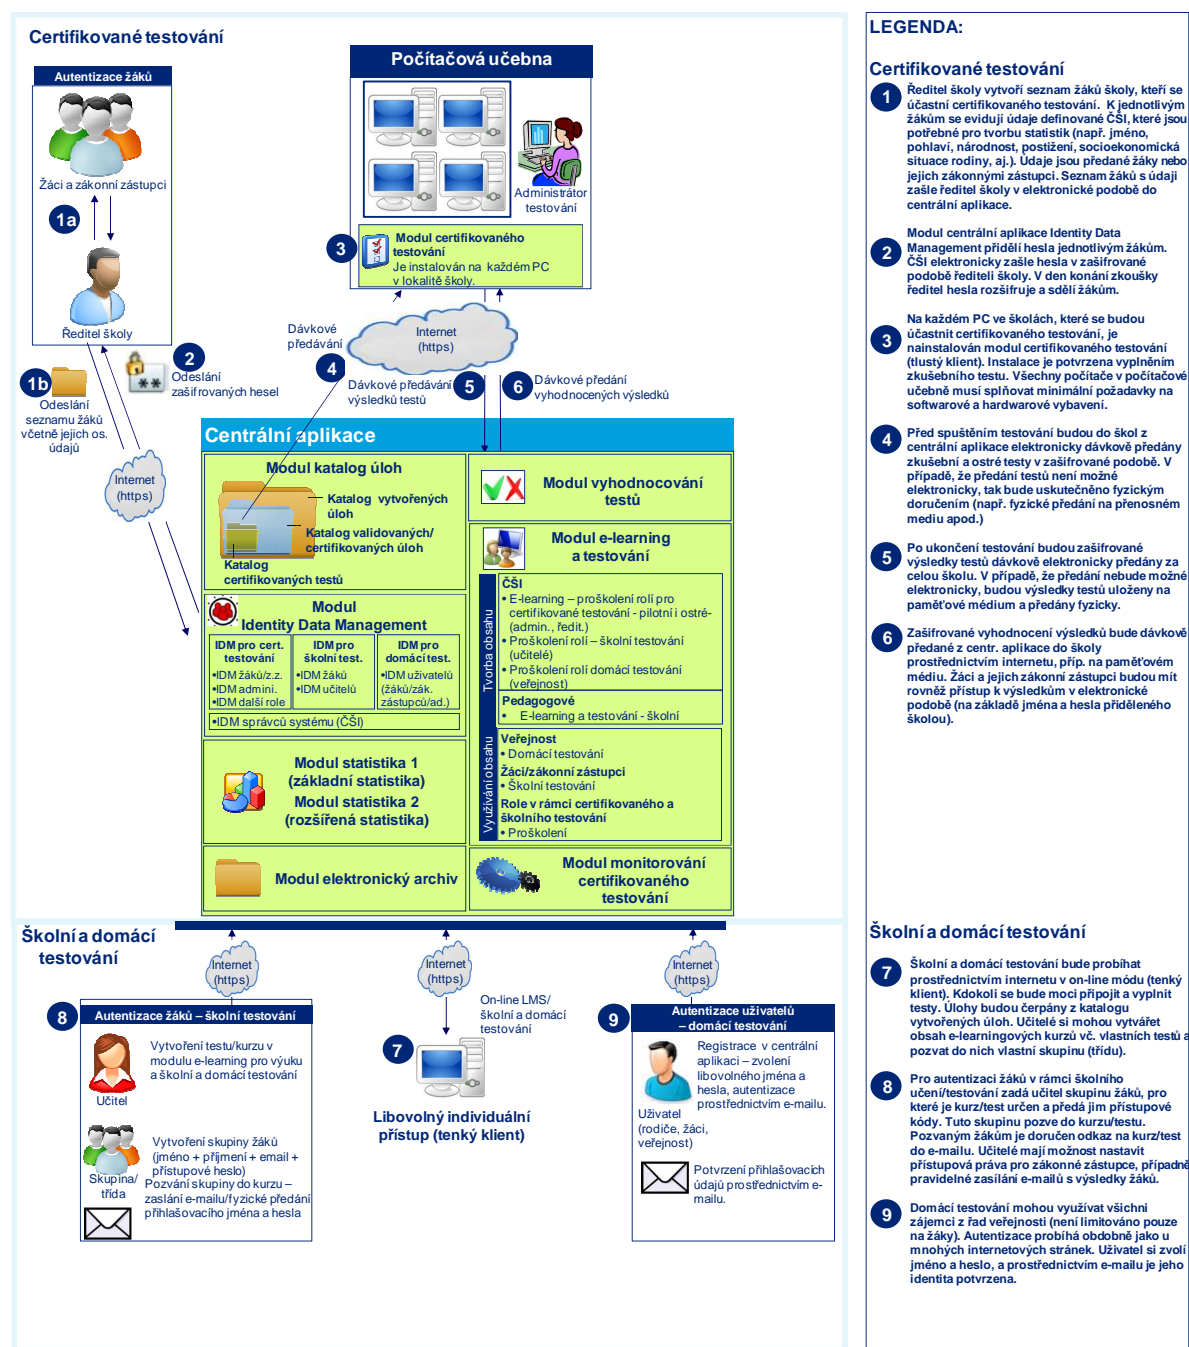 Certifikované testování
Autentizace žáků
Žáci a zákonní zástupci
1a
Ředitel školy
1b
Odeslání
seznamu žáků
včetně jejich os.
údajů
2
Odeslání
zašifrovaných hesel
**
Internet
(https)
Počítačová učebna
Administrátor
testování
3
Modul certifikovaného
testování
Je instalován na každém PC
v lokalitě školy.
Dávkové
předávání
4
Internet
(https)
Dávkové předávání
výsledků testů
5
6
Dávkové předání
vyhodnocených výsledků
Centrální aplikace
Modul katalog úloh
Katalog vytvořených
úloh
Katalog validovaných/
certifikovaných úloh
Katalog
certifikovaných testů
Modul
Identity Data Management
IDM pro cert.
testování
•IDM žáků/z.z.
•IDM admini.
•IDM další role
IDM pro
školní test.
•IDM žáků
•IDM učitelů
IDM pro
domácí test.
•IDM uživatelů
(žáků/zák.
zástupců/ad.)
•IDM správců systému (ČŠI)
Modul statistika 1
(základní statistika)
Modul statistika 2
(rozšířená statistika)
Modul elektronický archiv
Modul vyhodnocování
testů
Modul e-learning
a testování
Tvorba obsahu
ČŠI
• E-learning – proškolení rolí pro
certifikované testování - pilotní i ostré-
(admin., ředit.)
• Proškolení rolí – školní testování
(učitelé)
• Proškolení rolí domácí testování
(veřejnost)
Pedagogové
• E-learning a testování - školní
Využívání obsahu
Veřejnost
• Domácí testování
Žáci/zákonní zástupci
• Školní testování
Role v rámci certifikovaného a
školního testování
• Proškolení
Modul monitorování
certifikovaného
testování
Školní a domácí
testování
Internet
(https)
Internet
(https)
Internet
(https)
8
Autentizace žáků – školní testování
Vytvoření testu/kurzu v
modulu e-learning pro výuku
a školní a domácí testování
Učitel
Vytvoření skupiny žáků
(jméno + příjmení + email +
přístupové heslo)
Skupina/
třída
Pozvání skupiny do kurzu –
zaslání e-mailu/fyzické předání
přihlašovacího jména a hesla
On-line LMS/
školní a domácí
testování
7
Libovolný individuální
přístup (tenký klient)
9
Autentizace uživatelů
– domácí testování
Registrace v centrální
aplikaci – zvolení
libovolného jména a
hesla, autentizace
prostřednictvím e-mailu.
Uživatel
(rodiče, žáci,
veřejnost)
Potvrzení přihlašovacích
údajů prostřednictvím e-
mailu.
LEGENDA:
Certifikované testování
1
Ředitel školy vytvoří seznam žáků školy, kteří se
účastní certifikovaného testování. K jednotlivým
žákům se evidují údaje definované ČŠI, které jsou
potřebné pro tvorbu statistik (např. jméno,
pohlaví, národnost, postižení, socioekonomická
situace rodiny, aj.). Údaje jsou předané žáky nebo
jejich zákonnými zástupci. Seznam žáků s údaji
zašle ředitel školy v elektronické podobě do
centrální aplikace.
2
Modul centrální aplikace Identity Data
Management přidělí hesla jednotlivým žákům.
ČŠI elektronicky zašle hesla v zašifrované
podobě řediteli školy. V den konání zkoušky
ředitel hesla rozšifruje a sdělí žákům.
3
Na každém PC ve školách, které se budou
účastnit certifikovaného testování, je
nainstalován modul certifikovaného testování
(tlustý klient). Instalace je potvrzena vyplněním
zkušebního testu. Všechny počítače v počítačové
učebně musí splňovat minimální požadavky na
softwarové a hardwarové vybavení.
4
Před spuštěním testování budou do škol z
centrální aplikace elektronicky dávkově předány
zkušební a ostré testy v zašifrované podobě. V
případě, že předání testů není možné
elektronicky, tak bude uskutečněno fyzickým
doručením (např. fyzické předání na přenosném
mediu apod.)
5
Po ukončení testování budou zašifrované
výsledky testů dávkově elektronicky předány za
celou školu. V případě, že předání nebude možné
elektronicky, budou výsledky testů uloženy na
paměťové médium a předány fyzicky.
6
Zašifrované vyhodnocení výsledků bude dávkově
předané z centr. aplikace do školy
prostřednictvím internetu, příp. na paměťovém
médiu. Žáci a jejich zákonní zástupci budou mít
rovněž přístup k výsledkům v elektronické
podobě (na základě jména a hesla přiděleného
školou).
Školní a domácí testování
7
Školní a domácí testování bude probíhat
prostřednictvím internetu v on-line módu (tenký
klient). Kdokoli se bude moci připojit a vyplnit
testy. Úlohy budou čerpány z katalogu
vytvořených úloh. Učitelé si mohou vytvářet
obsah e-learningových kurzů vč. vlastních testů a
pozvat do nich vlastní skupinu (třídu).
8
Pro autentizaci žáků v rámci školního
učení/testování zadá učitel skupinu žáků, pro
které je kurz/test určen a předá jim přístupové
kódy. Tuto skupinu pozve do kurzu/testu.
Pozvaným žákům je doručen odkaz na kurz/test
do e-mailu. Učitelé mají možnost nastavit
přístupová práva pro zákonné zástupce, případně
pravidelné zasílání e-mailů s výsledky žáků.
9
Domácí testování mohou využívat všichni
zájemci z řad veřejnosti (není limitováno pouze
na žáky). Autentizace probíhá obdobně jako u
mnohých internetových stránek. Uživatel si zvolí
jméno a heslo, a prostřednictvím e-mailu je jeho
identita potvrzena.